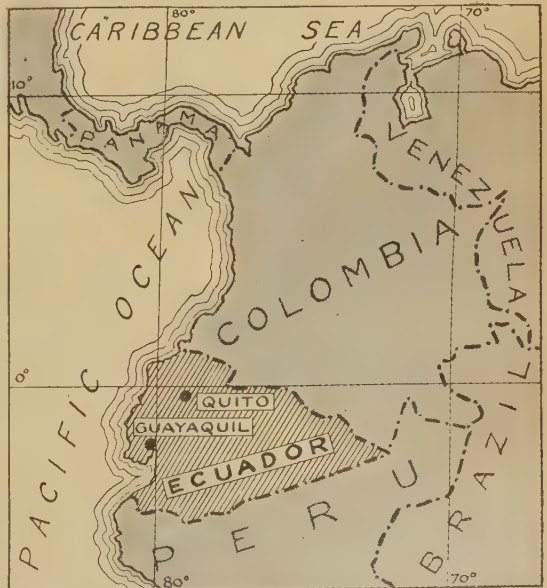 80°
70°
CARIBBEAN SEA
10°
PANAMA
VENEZUELA
PACIFIC OCEAN
COLOMBIA
0°
QUITO
GUAYAQUIL
ECUADOR
PERU
BRAZIL
80°
70°